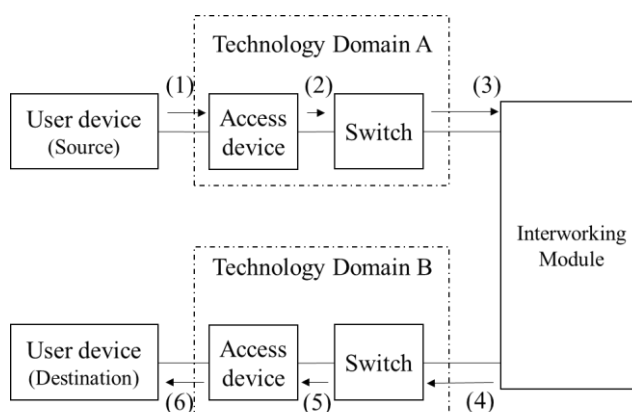 Technology Domain A
(1)
(2)
(3)
User device
(Source)
Access
device
Switch
Interworking
Module
Technology Domain B
User device
(Destination)
Access
device
Switch
(6)
(5)
(4)